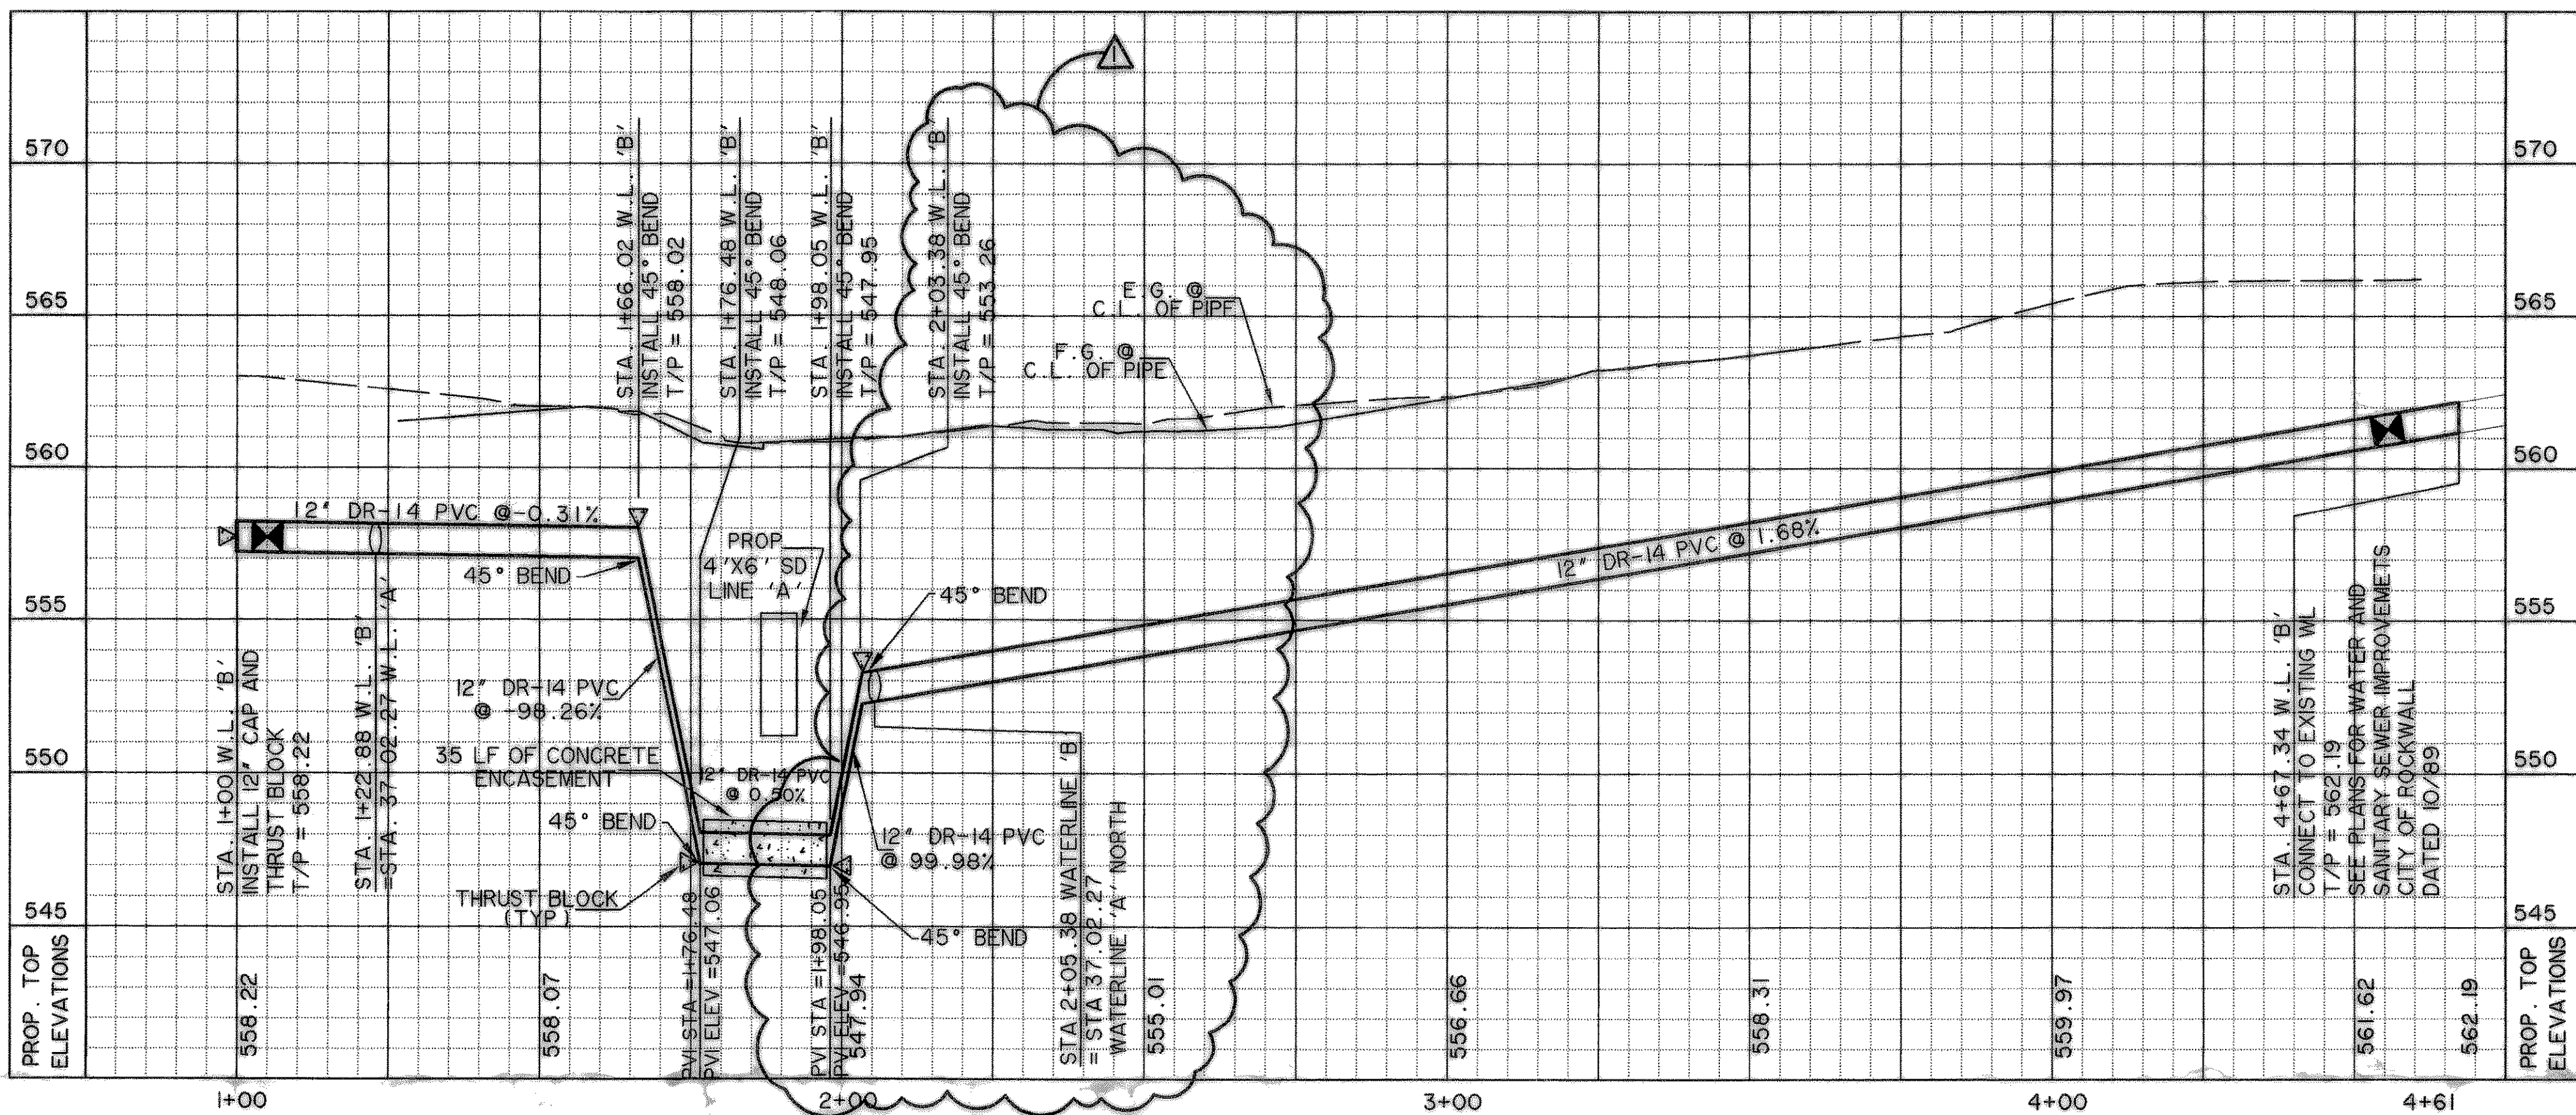 570
565
560
555
550
545
PROP. TOP
ELEVATIONS
STA. 1+00 W.L. 'B'
INSTALL 12" CAP AND
THRUST BLOCK
T/P = 558.22
STA. 1+22.88 W.L. 'B'
=STA. 37+02.27 W.L. 'A'
12" DR-14 PVC @-0.31%
45° BEND
12" DR-14 PVC
@ -98.26%
35 LF OF CONCRETE
ENCASEMENT
45° BEND
THRUST BLOCK
(TYP)
STA. 1+66.02 W.L. 'B'
INSTALL 45° BEND
T/P = 558.02
STA. 1+76.48 W.L. 'B'
INSTALL 45° BEND
T/P = 548.06
STA. 1+98.05 W.L. 'B'
INSTALL 45° BEND
T/P = 547.95
STA. 2+03.38 W.L. 'B'
INSTALL 45° BEND
T/P = 553.26
1
E.G. @
C.L. OF PIPE
F.G. @
C.L. OF PIPE
PROP
4'X6' SD
LINE 'A'
12" DR-14 PVC
@ 0.50%
45° BEND
12" DR-14 PVC
@ 99.98%
45° BEND
PVI STA =1+76.48
PVI ELEV =547.06
PVI STA =1+98.05
PVI ELEV =546.95
STA 2+05.38 WATERLINE 'B'
= STA 37.02.27
WATERLINE 'A' NORTH
12" DR-14 PVC @ 1.68%
STA. 4+67.34 W.L. 'B'
CONNECT TO EXISTING WL
T/P = 562.19
SEE PLANS FOR WATER AND
SANITARY SEWER IMPROVEMETS
CITY OF ROCKWALL
DATED 10/89
558.22
558.07
547.94
555.01
556.66
558.31
559.97
561.62
562.19
570
565
560
555
550
545
PROP. TOP
ELEVATIONS
1+00
2+00
3+00
4+00
4+61